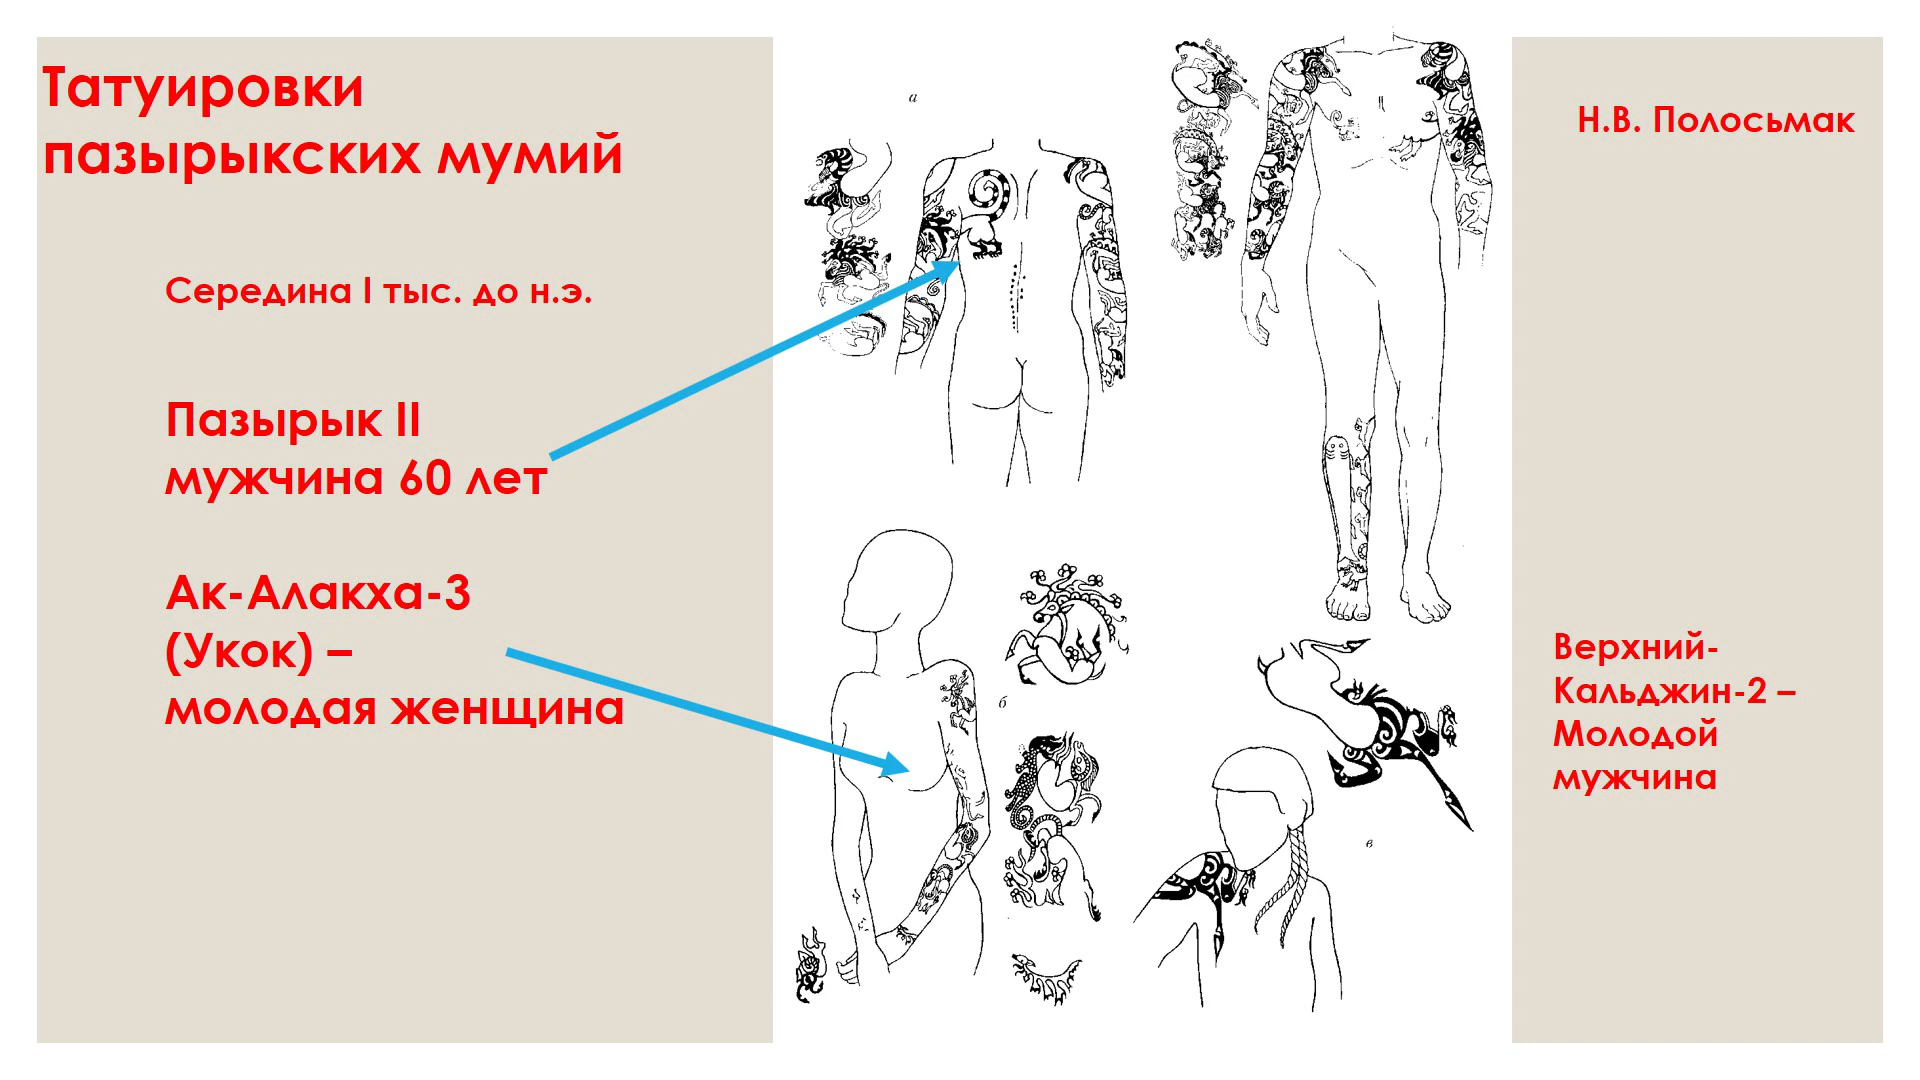 Татуировки
пазырыкских мумий
Середина I тыс. до н.э.
Пазырык II
мужчина 60 лет
Ак-Алакха-3
(Укок) –
молодая женщина
а
б
в
Н.В. Полосьмак
Верхний-
Кальджин-2 –
Молодой
мужчина